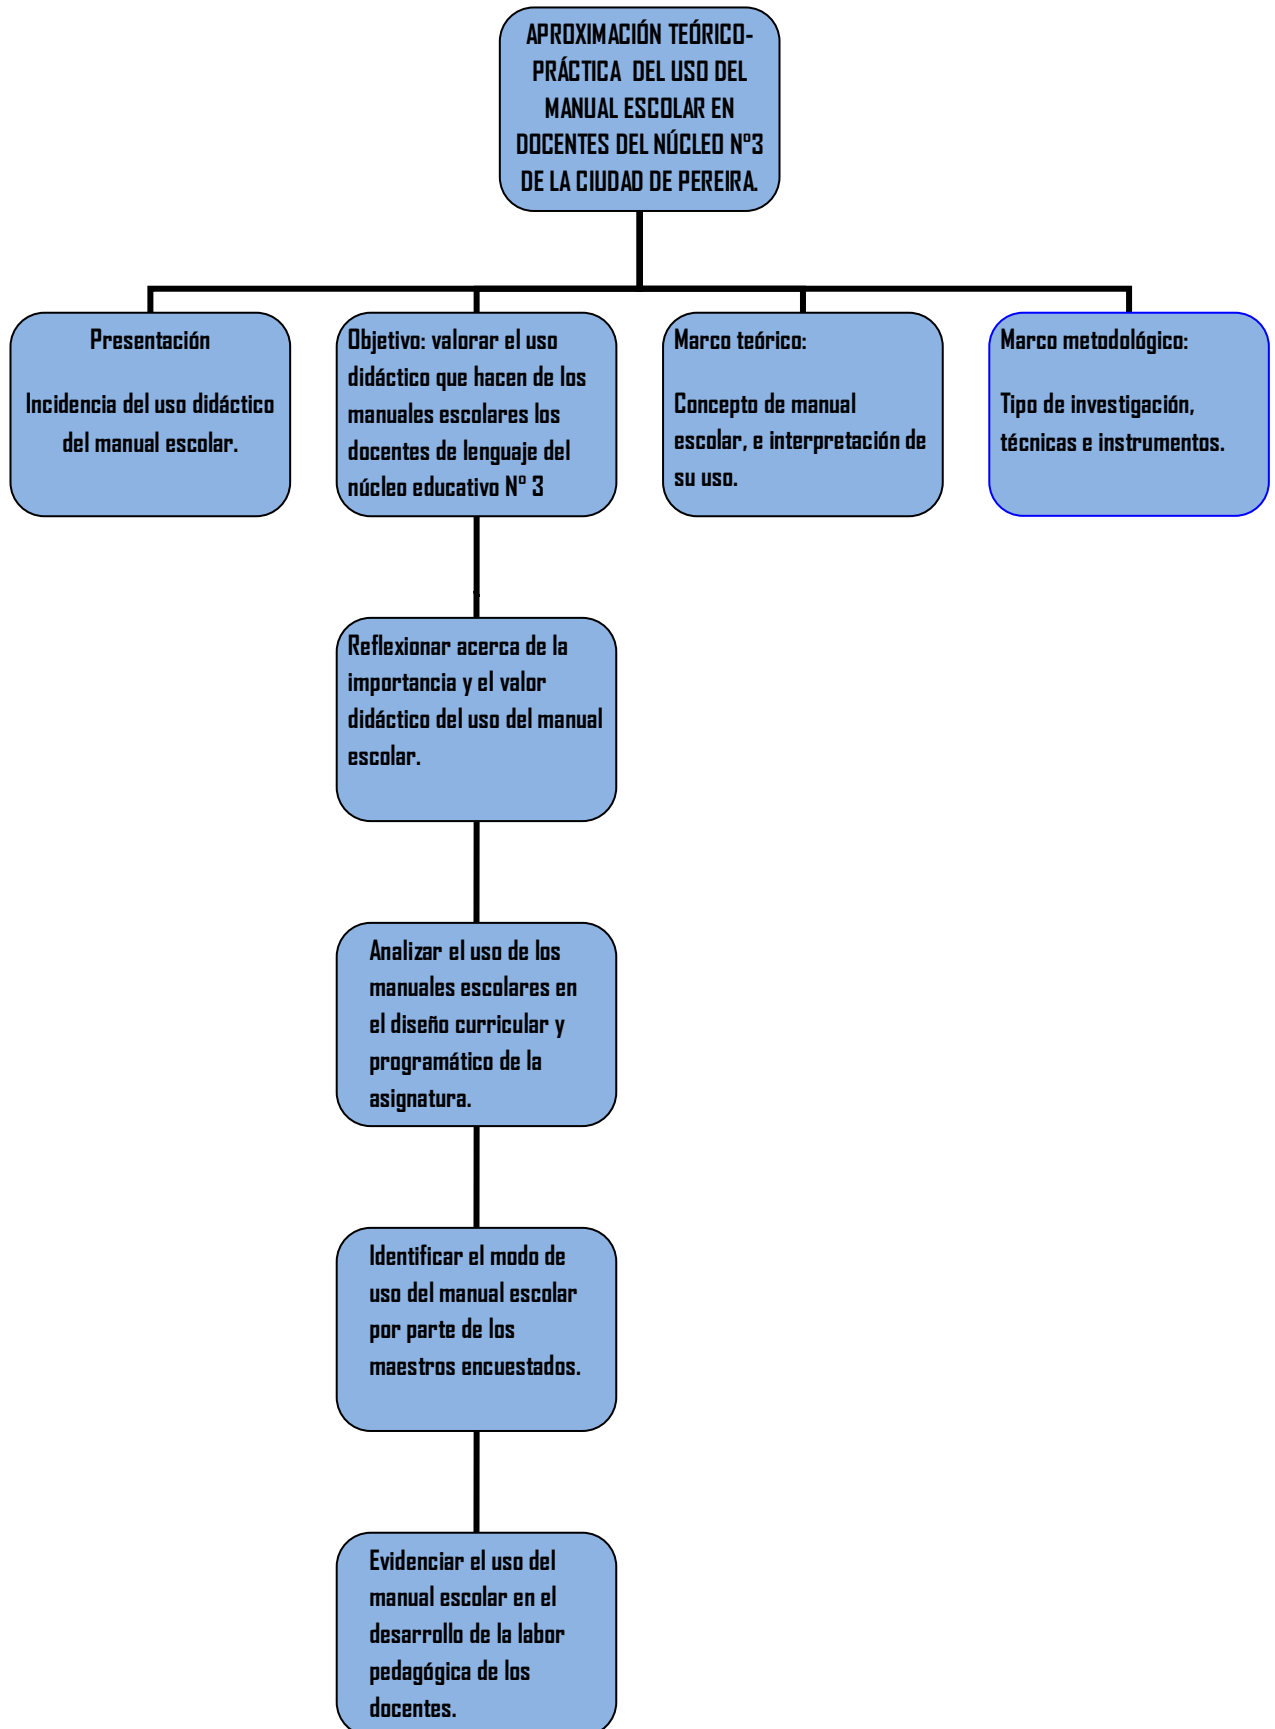 APROXIMACIÓN TEÓRICO-
PRÁCTICA DEL USO DEL
MANUAL ESCOLAR EN
DOCENTES DEL NÚCLEO N°3
DE LA CIUDAD DE PEREIRA.
Presentación
Incidencia del uso didáctico
del manual escolar.
Objetivo: valorar el uso
didáctico que hacen de los
manuales escolares los
docentes de lenguaje del
núcleo educativo N° 3
Marco teórico:
Concepto de manual
escolar, e interpretación de
su uso.
Marco metodológico:
Tipo de investigación,
técnicas e instrumentos.
Reflexionar acerca de la
importancia y el valor
didáctico del uso del manual
escolar.
Analizar el uso de los
manuales escolares en
el diseño curricular y
programático de la
asignatura.
Identificar el modo de
uso del manual escolar
por parte de los
maestros encuestados.
Evidenciar el uso del
manual escolar en el
desarrollo de la labor
pedagógica de los
docentes.